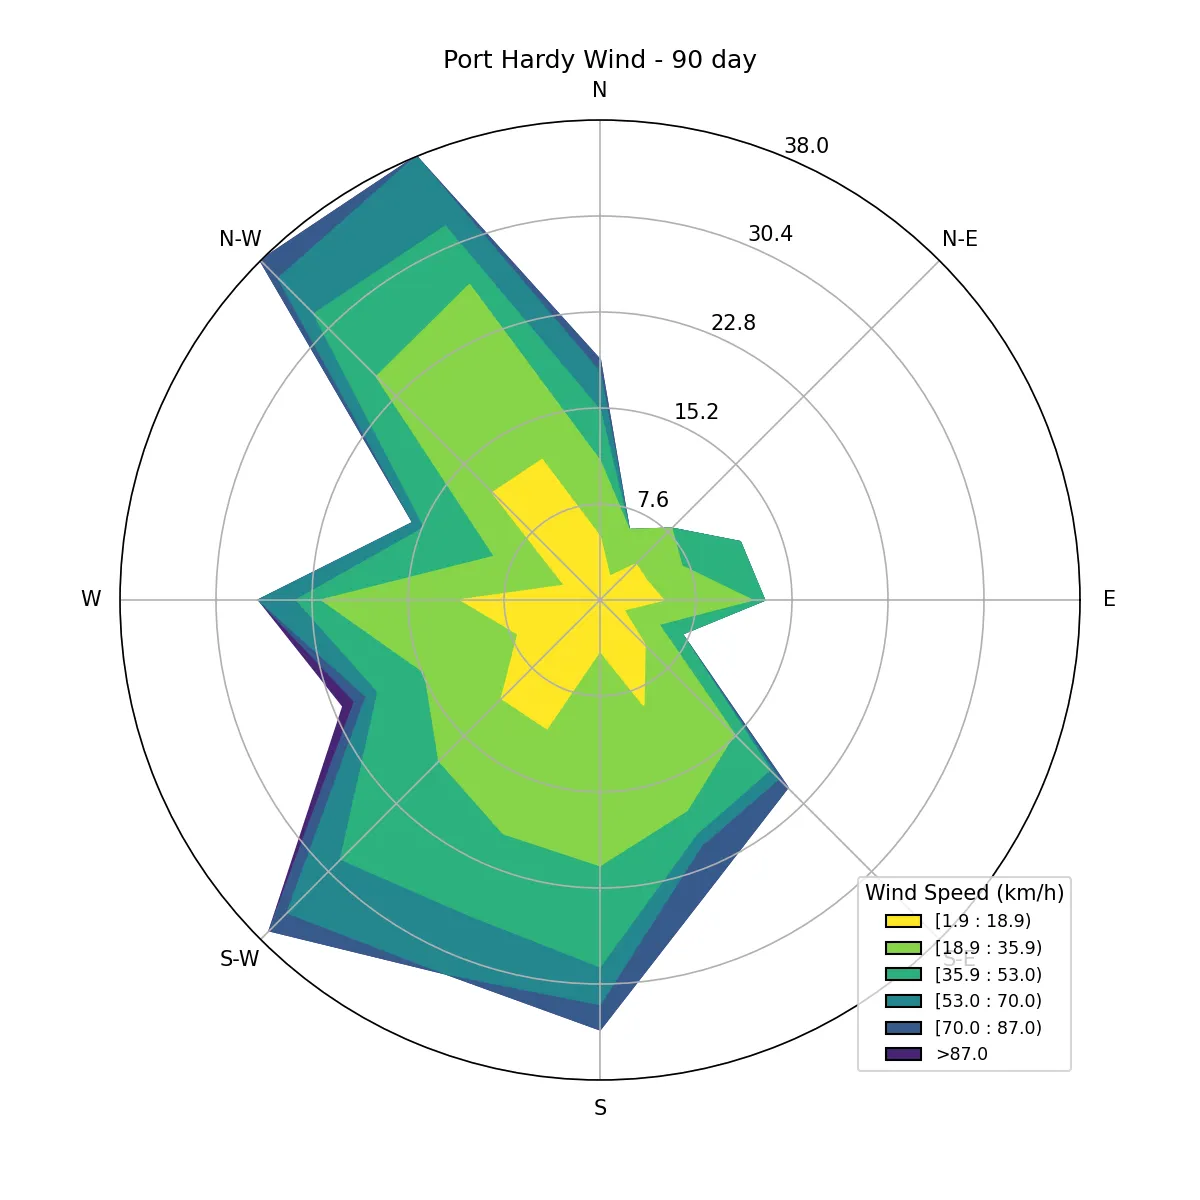 Port Hardy Wind - 90 day
N
38.0
N-W
N-E
30.4
22.8
15.2
7.6
W
E
S-W
S-E
S
Wind Speed (km/h)
[1.9 : 18.9)
[18.9 : 35.9)
[35.9 : 53.0)
[53.0 : 70.0)
[70.0 : 87.0)
>87.0